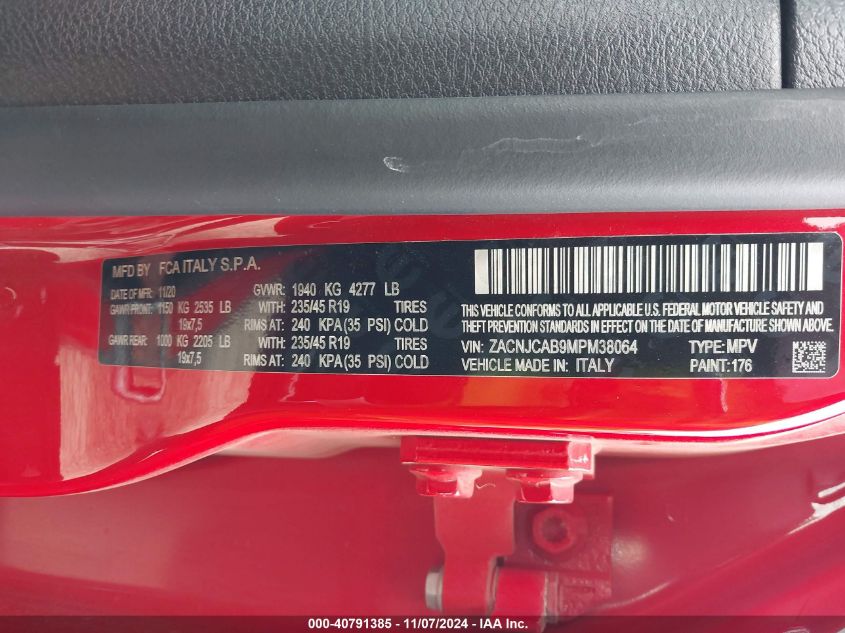 MFD BY FCA ITALY S.P.A.
DATE OF MFR: 11/20 GVWR: 1940 KG 4277 LB
GAWR FRONT: 1150 KG 2535 LB WITH: 235/45 R19 TIRES
19x7,5 RIMS AT: 240 KPA (35 PSI) COLD
GAWR REAR: 1000 KG 2205 LB WITH: 235/45 R19 TIRES
19x7,5 RIMS AT: 240 KPA (35 PSI) COLD
THIS VEHICLE CONFORMS TO ALL APPLICABLE U.S. FEDERAL MOTOR VEHICLE SAFETY AND
THEFT PREVENTION STANDARDS IN EFFECT ON THE DATE OF MANUFACTURE SHOWN ABOVE.
VIN: ZACNJCAB9MPM38064 TYPE: MPV
VEHICLE MADE IN: ITALY PAINT: 176
000-40791385 - 11/07/2024 - IAA Inc.